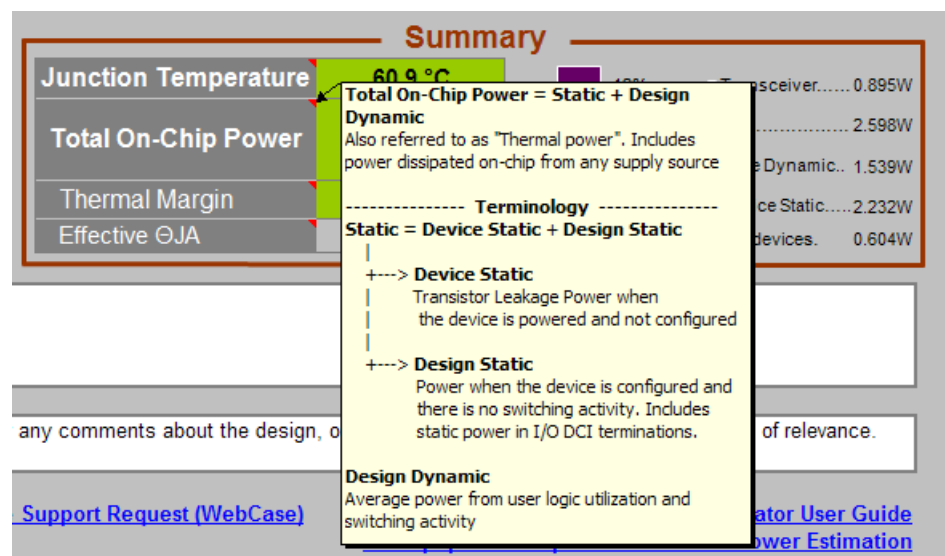 Summary
Junction Temperature 60.9 °C
Transceiver...... 0.895W
Total On-Chip Power = Static + Design
Dynamic
Also referred to as "Thermal power". Includes
power dissipated on-chip from any supply source
Total On-Chip Power
................ 2.598W
Dynamic.. 1.539W
Thermal Margin
Static.....2.232W
Effective ΘJA
devices. 0.604W
--------------- Terminology ---------------
Static = Device Static + Design Static
|
+---> Device Static
| Transistor Leakage Power when
| the device is powered and not configured
|
+---> Design Static
Power when the device is configured and
there is no switching activity. Includes
static power in I/O DCI terminations.
Design Dynamic
Average power from user logic utilization and
switching activity
any comments about the design, of relevance.
Support Request (WebCase)
User Guide
Estimation